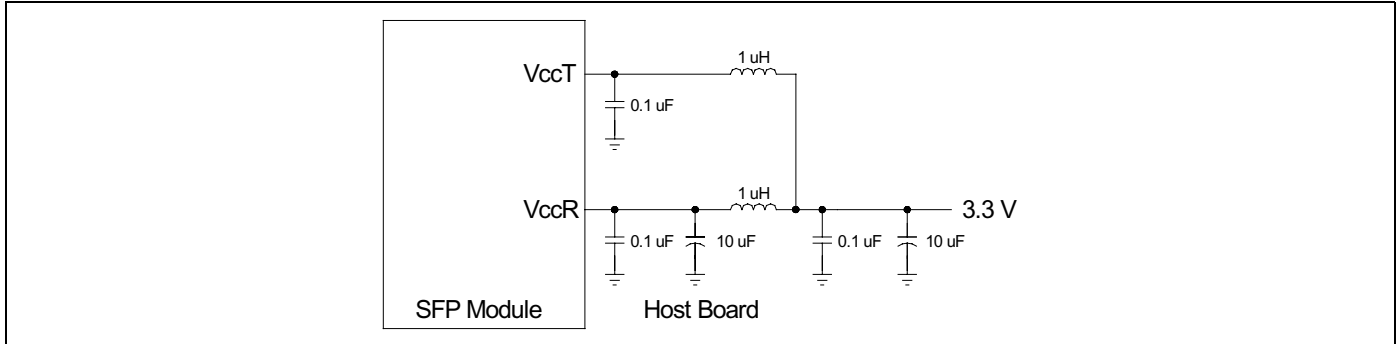 1 uH
VccT
0.1 uF
1 uH
VccR
3.3 V
0.1 uF
10 uF
0.1 uF
10 uF
SFP Module
Host Board